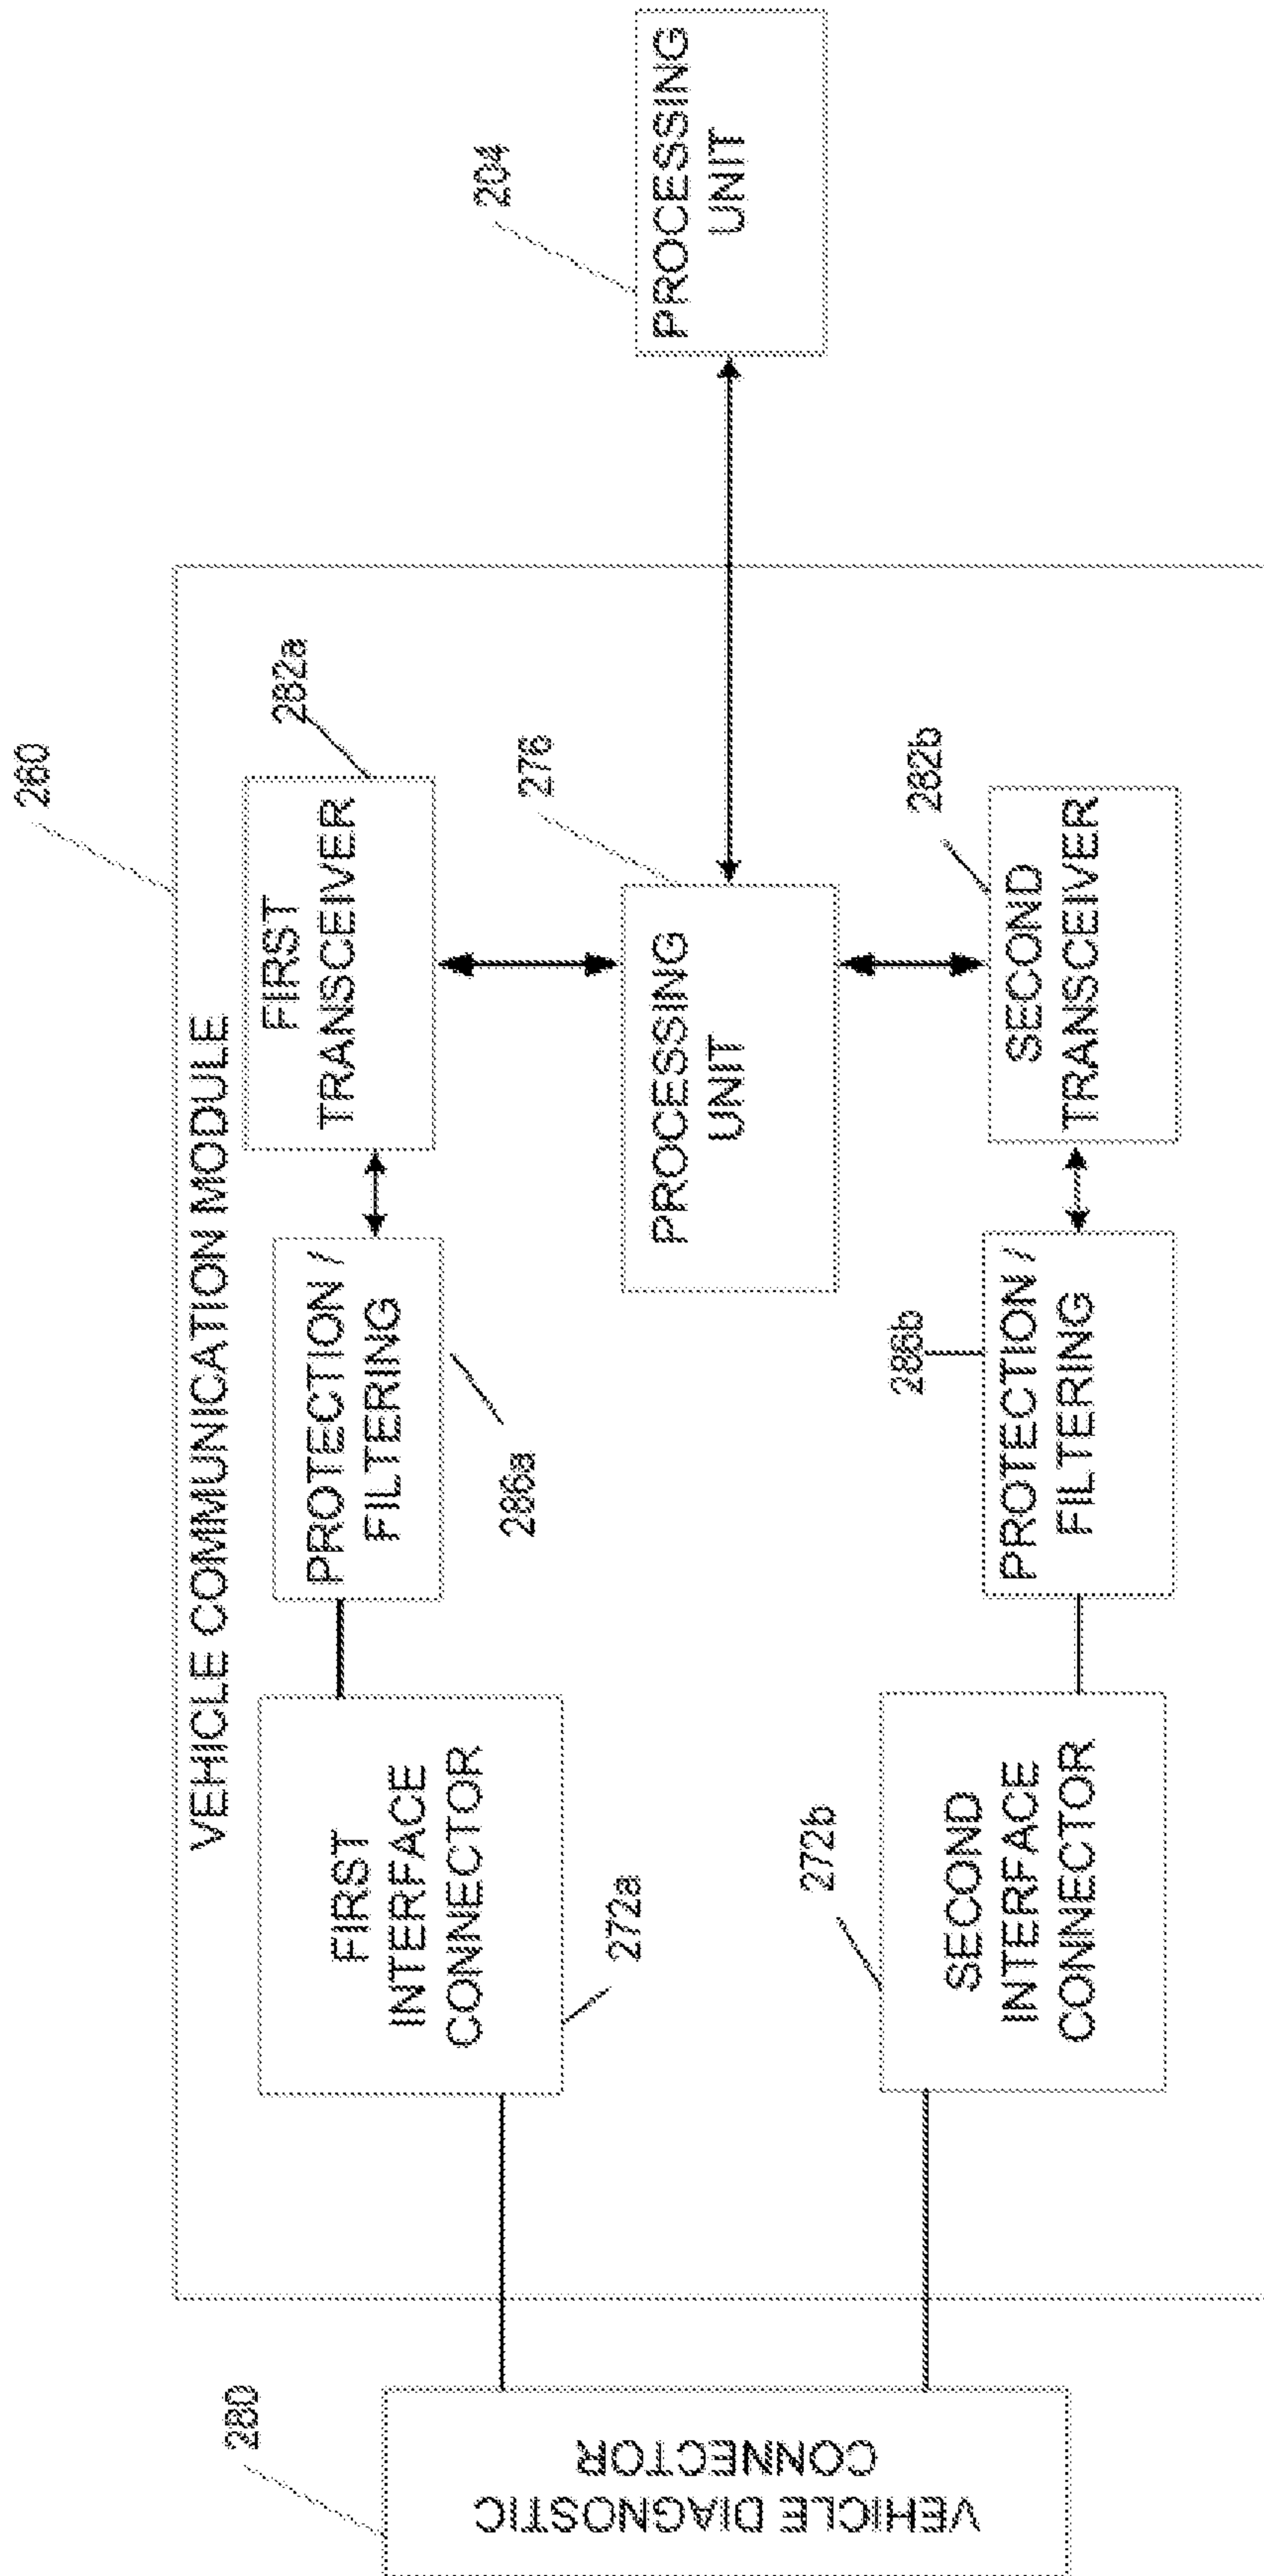 260
VEHICLE COMMUNICATION MODULE
280
VEHICLE DIAGNOSTIC
CONNECTOR
FIRST
INTERFACE
CONNECTOR
272a
PROTECTION /
FILTERING
286a
FIRST
TRANSCEIVER
282a
PROCESSING
UNIT
276
204
PROCESSING
UNIT
272b
SECOND
INTERFACE
CONNECTOR
286b
PROTECTION /
FILTERING
282b
SECOND
TRANSCEIVER